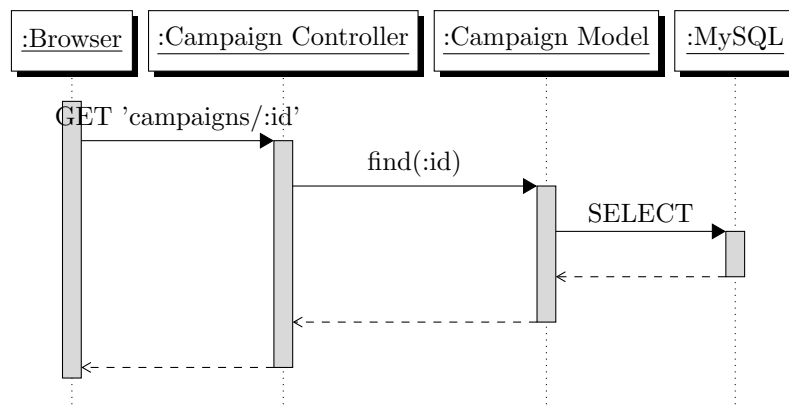 :Browser
:Campaign Controller
:Campaign Model
:MySQL
GET 'campaigns/:id'
find(:id)
SELECT